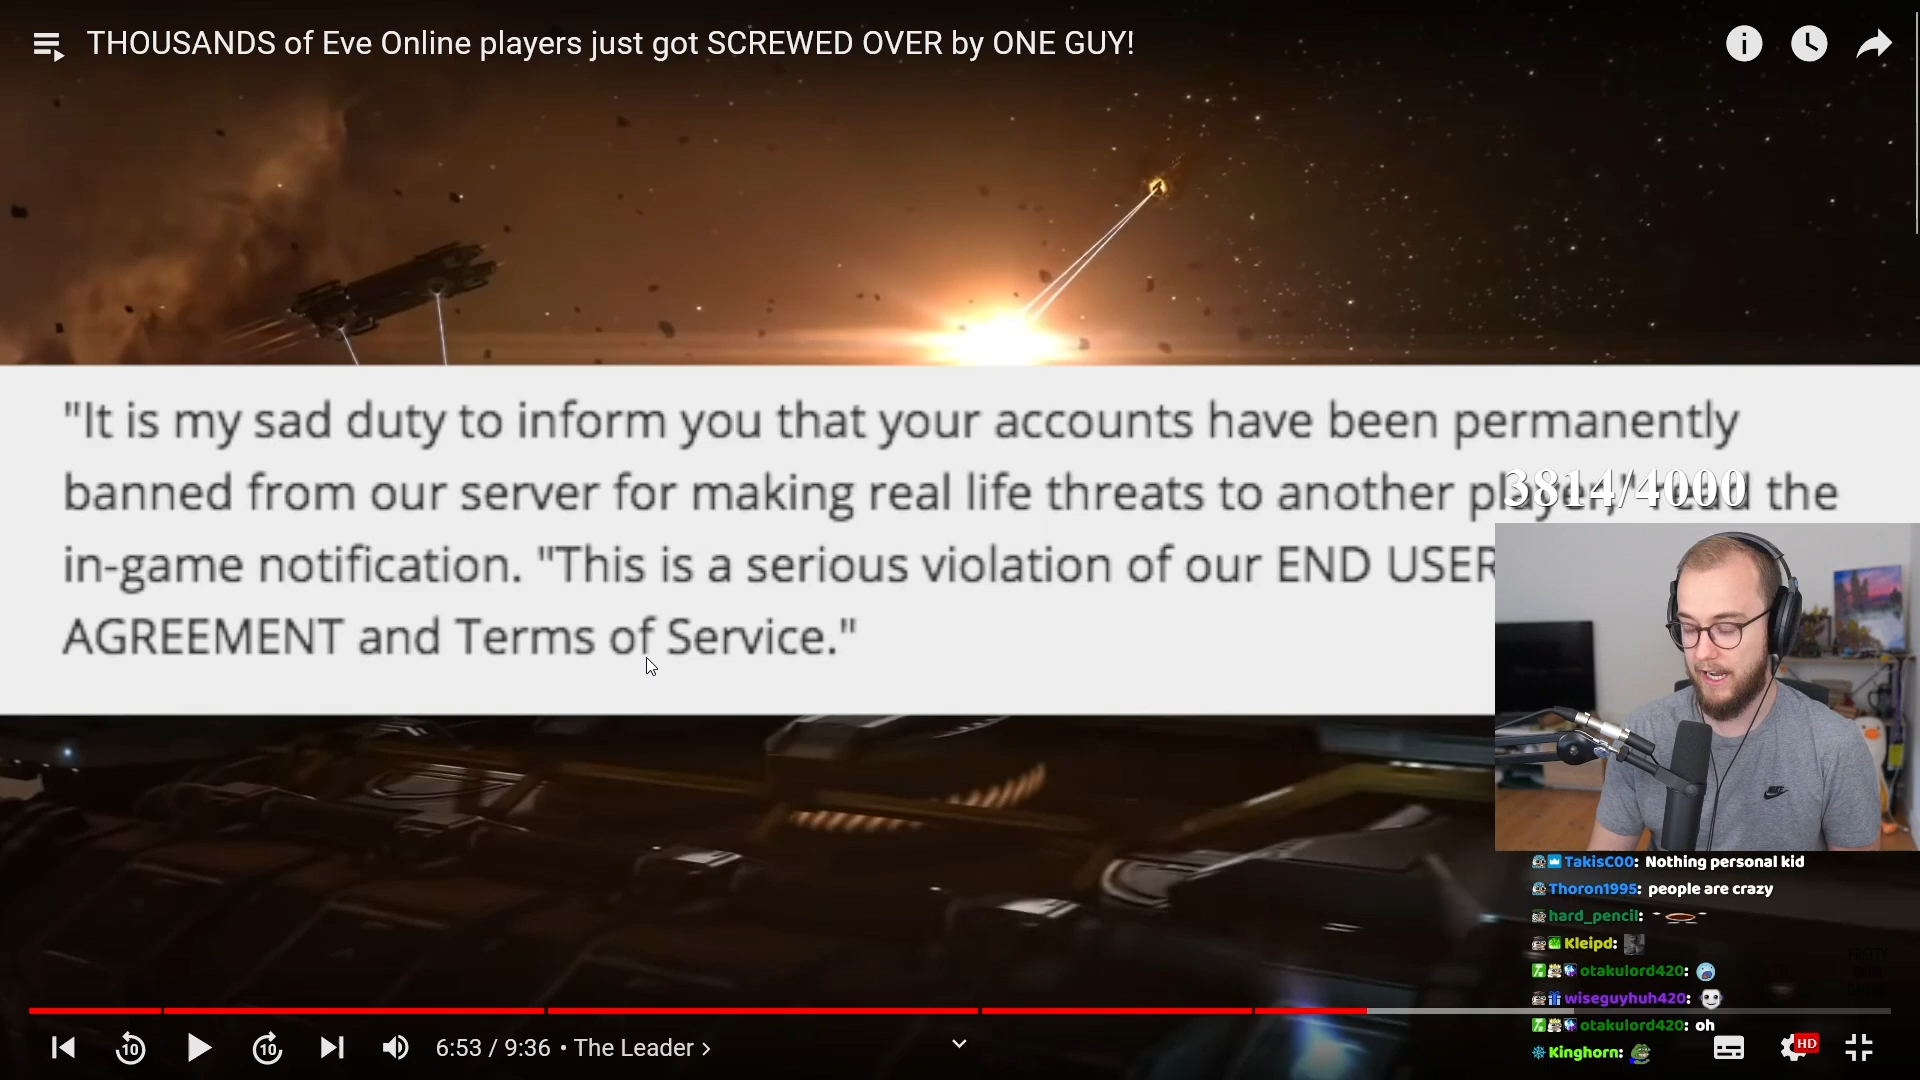 THOUSANDS of Eve Online players just got SCREWED OVER by ONE GUY!
"It is my sad duty to inform you that your accounts have been permanently
banned from our server for making real life threats to another read the
3814/4000
in-game notification. "This is a serious violation of our END USER
AGREEMENT and Terms of Service."
TakisC00: Nothing personal kid
Thoron1995: people are crazy
hard_pencil:
Kleipd:
otakulord420:
wiseguyhuh420:
otakulord420: oh
Kinghorn:
10
10
6:53 / 9:36 • The Leader ›
HD